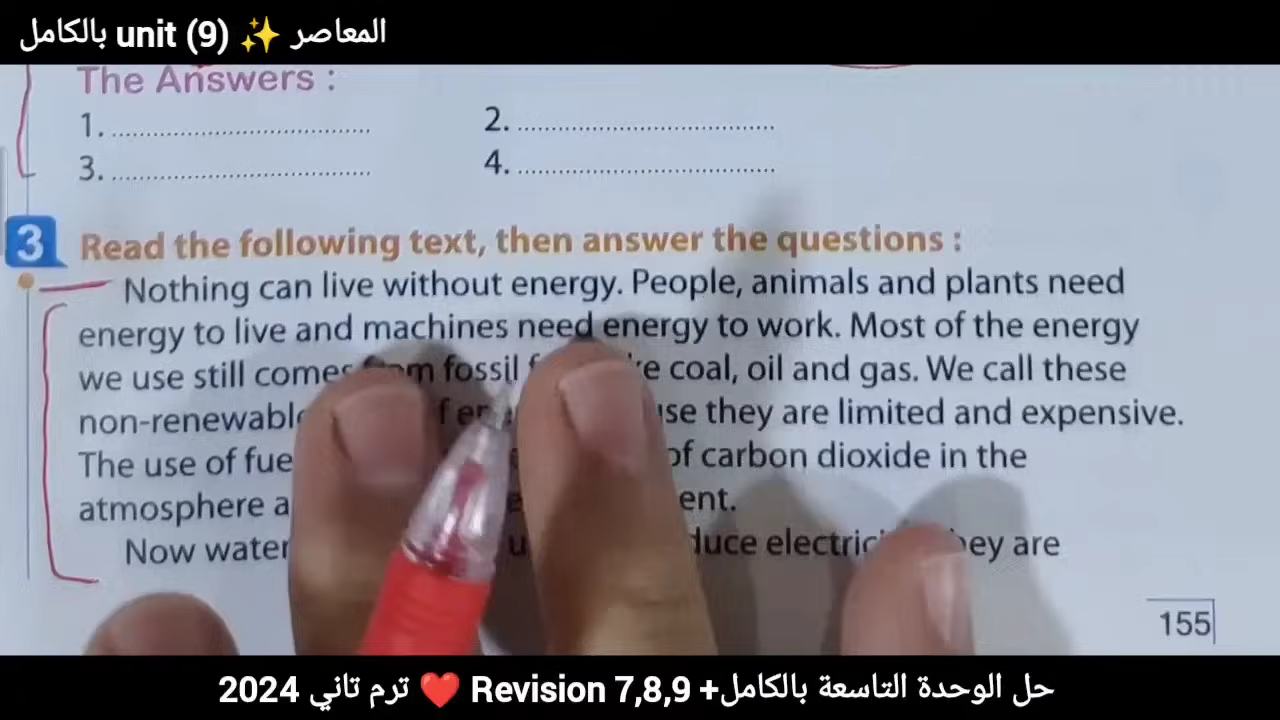 المعاصر ✨ unit (9) بالكامل
The Answers :
1. ........................................ 2. ........................................
3. ........................................ 4. ........................................
3 Read the following text, then answer the questions :
Nothing can live without energy. People, animals and plants need
energy to live and machines need energy to work. Most of the energy
we use still comes from fossil coal, oil and gas. We call these
they are limited and expensive.
The use of of carbon dioxide in the
atmosphere
Now water electricity they are
155
حل الوحدة التاسعة بالكامل+ Revision 7,8,9 ❤️ ترم تاني 2024